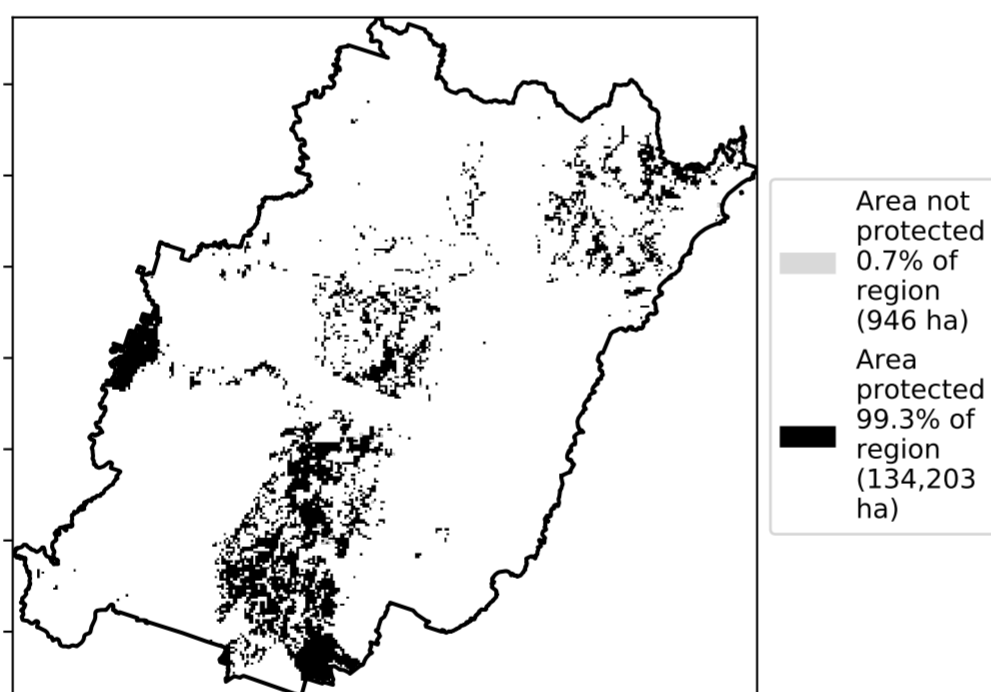 Area not
protected
0.7% of
region
(946 ha)
Area
protected
99.3% of
region
(134,203
ha)